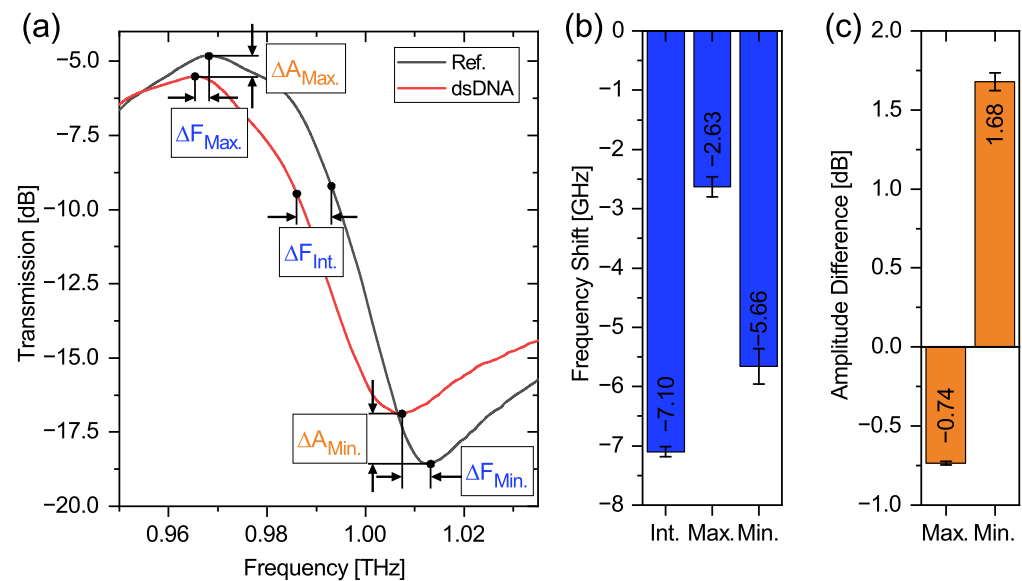 (a)
Transmission [dB]
−5.0
−7.5
−10.0
−12.5
−15.0
−17.5
−20.0
0.96
0.98
1.00
1.02
Frequency [THz]
Ref.
dsDNA
ΔA Max.
ΔF Max.
ΔF Int.
ΔA Min.
ΔF Min.
(b)
Frequency Shift [GHz]
0
−1
−2
−3
−4
−5
−6
−7
−8
−7.10
−2.63
−5.66
Int. Max. Min.
(c)
Amplitude Difference [dB]
2.0
1.5
1.0
0.5
0.0
−0.5
−1.0
−0.74
1.68
Max. Min.